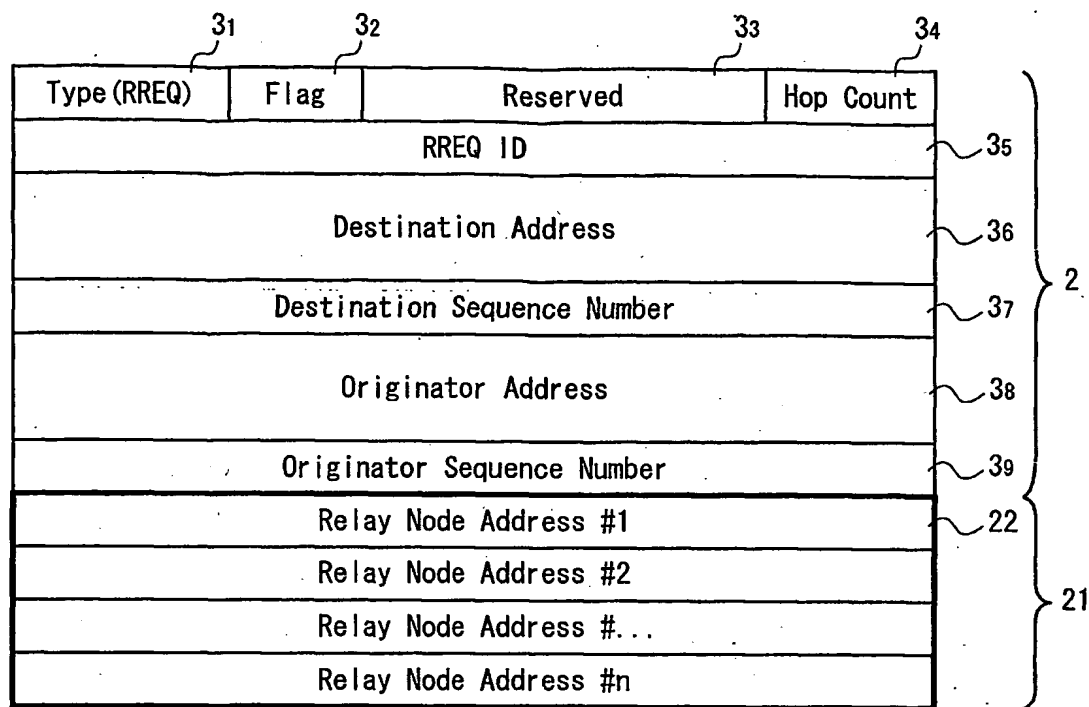 3₁ 3₂ 3₃ 3₄
Type(RREQ) Flag Reserved Hop Count
RREQ ID 3₅
Destination Address 3₆
2
Destination Sequence Number 3₇
Originator Address 3₈
Originator Sequence Number 3₉
Relay Node Address #1 22
Relay Node Address #2
21
Relay Node Address #...
Relay Node Address #n